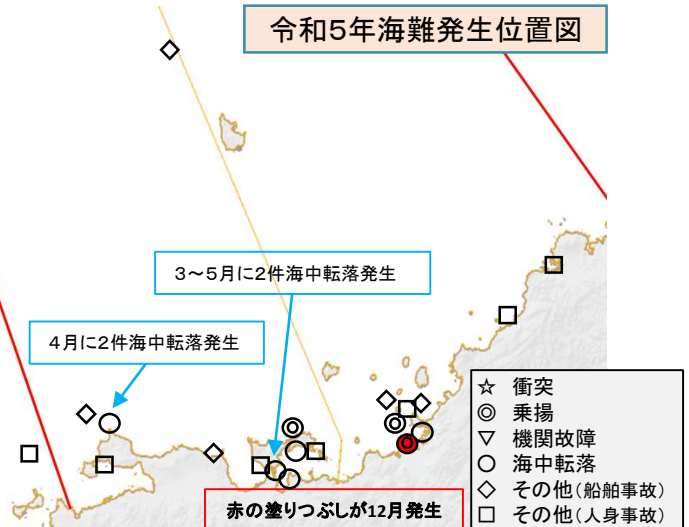 令和5年海難発生位置図
3～5月に2件海中転落発生
4月に2件海中転落発生
☆ 衝突
◎ 乗揚
▽ 機関故障
○ 海中転落
◇ その他(船舶事故)
□ その他(人身事故)
赤の塗りつぶしが12月発生